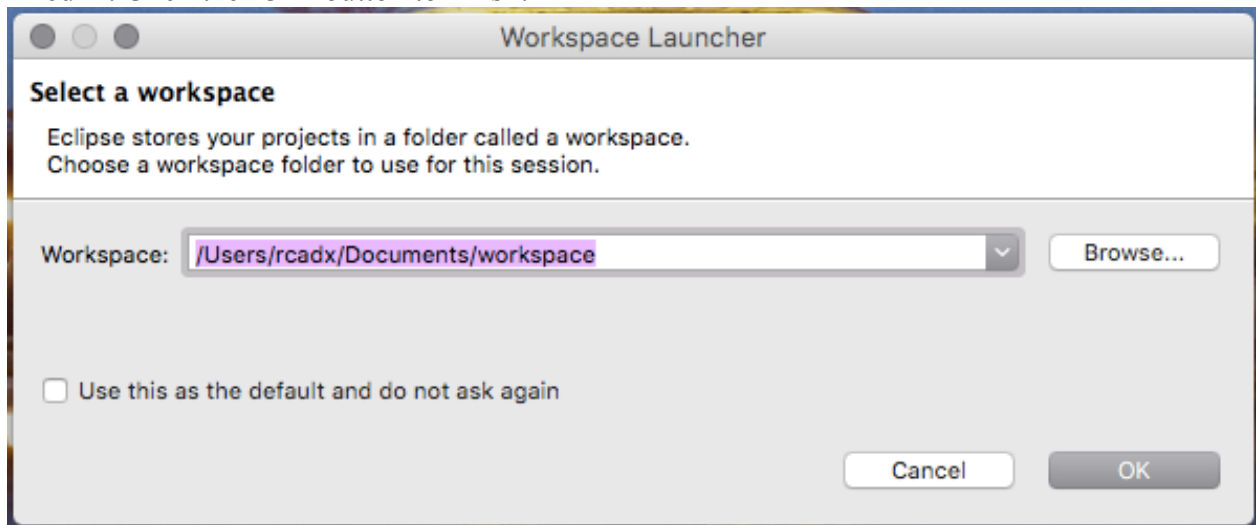 Workspace Launcher
Select a workspace
Eclipse stores your projects in a folder called a workspace.
Choose a workspace folder to use for this session.
Workspace: /Users/rcadx/Documents/workspace Browse...
Use this as the default and do not ask again
Cancel OK